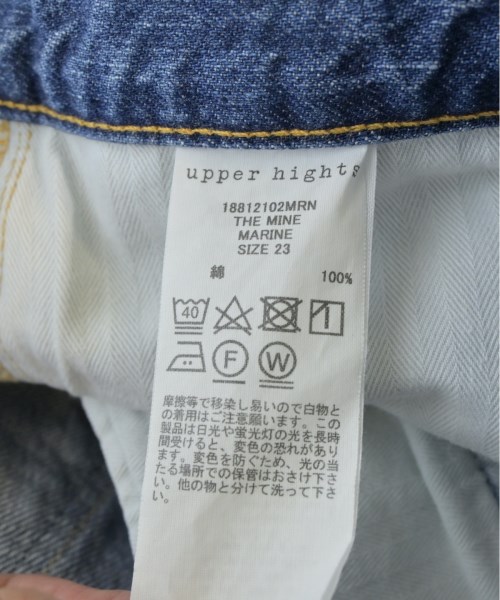 upper hights
18812102MRN
THE MINE
MARINE
SIZE 23
綿 100%
40
F W
摩擦等で移染し易いので白物と
の着用はご注意願います。この
製品は日光や蛍光灯の光を長時
間受けると、変色の恐れがあり
ます。変色を防ぐため、光の当
たる場所での保管はおさけ下さ
い。他の物と分けて洗って下さ
い。